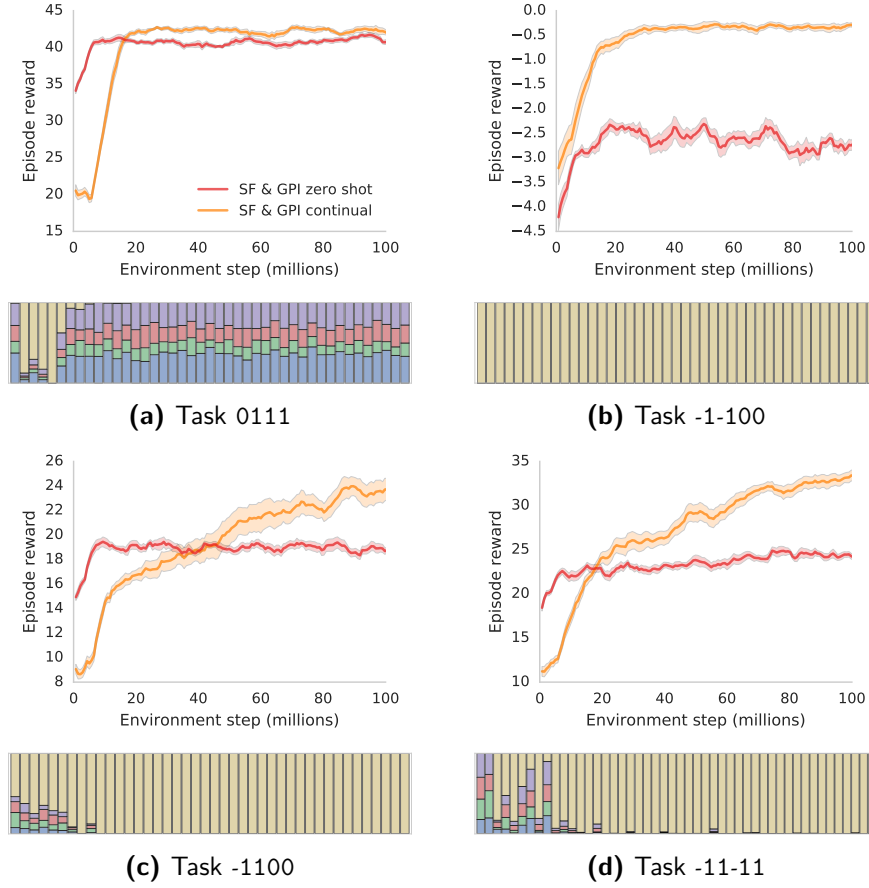 45
40
35
30
25
20
15
Episode reward
SF & GPI zero shot
SF & GPI continual
0 20 40 60 80 100
Environment step (millions)
(a) Task 0111
0.0
−0.5
−1.0
−1.5
−2.0
−2.5
−3.0
−3.5
−4.0
−4.5
Episode reward
0 20 40 60 80 100
Environment step (millions)
(b) Task -1-100
26
24
22
20
18
16
14
12
10
8
Episode reward
0 20 40 60 80 100
Environment step (millions)
(c) Task -1100
35
30
25
20
15
10
Episode reward
0 20 40 60 80 100
Environment step (millions)
(d) Task -11-11